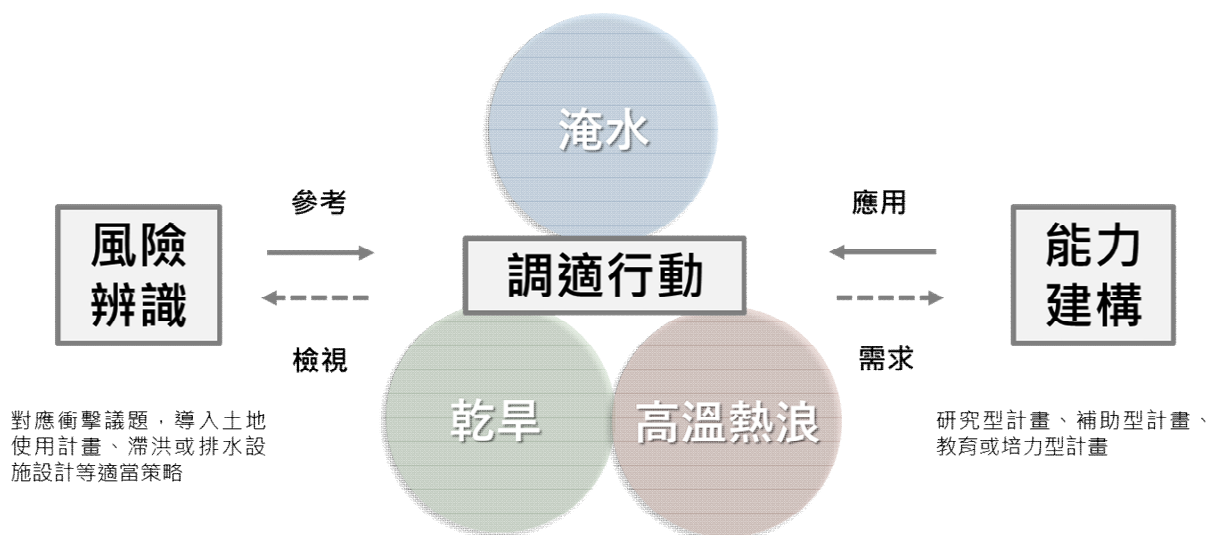 淹水
參考
應用
風險
辨識
調適行動
能力
建構
檢視
需求
乾旱
高溫熱浪
對應衝擊議題，導入土地
使用計畫、滯洪或排水設
施設計等適當策略
研究型計畫、補助型計畫、
教育或培力型計畫